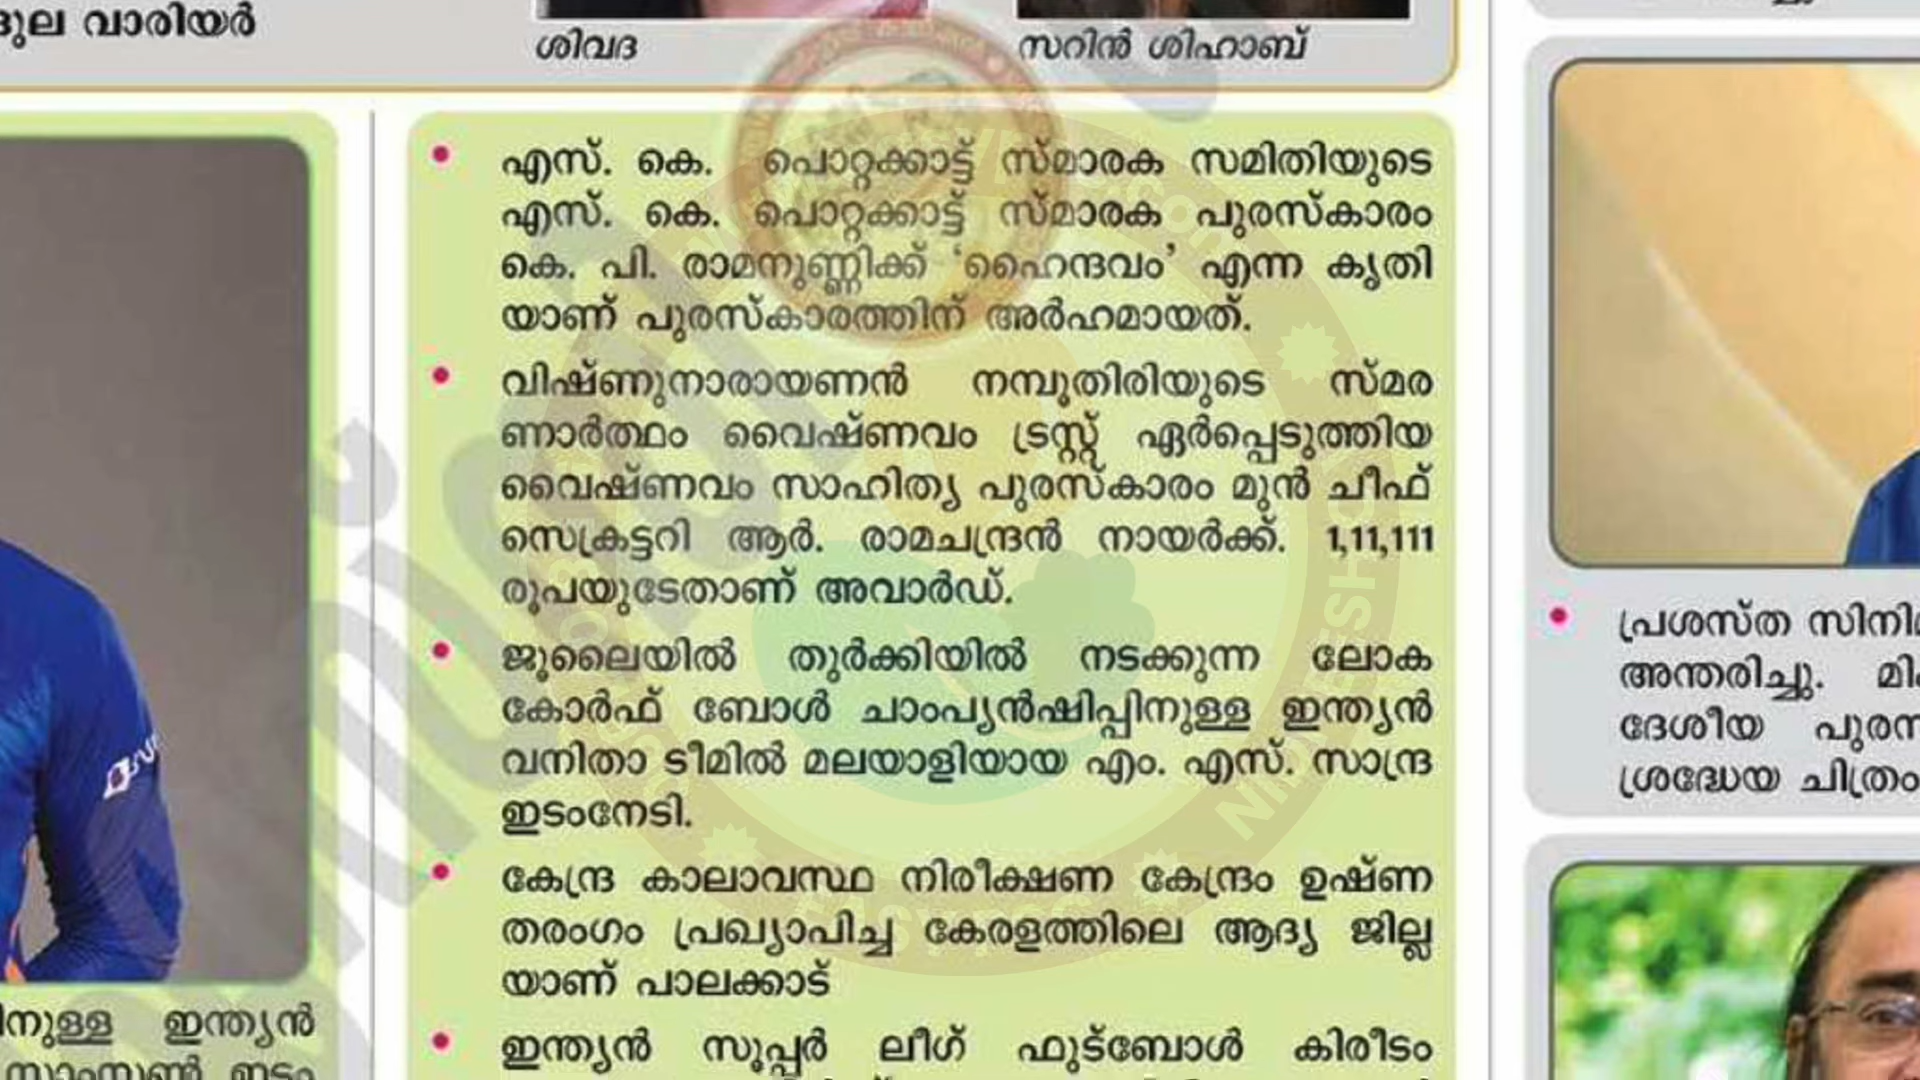 ദുല വാരിയർ
ശിവദ
സറിൻ ശിഹാബ്
എസ്. കെ. പൊറ്റക്കാട്ട് സ്മാരക സമിതിയുടെ
എസ്. കെ. പൊറ്റക്കാട്ട് സ്മാരക പുരസ്കാരം
കെ. പി. രാമനുണ്ണിക്ക് ‘ഹൈന്ദവം’ എന്ന കൃതി
യാണ് പുരസ്കാരത്തിന് അർഹമായത്.
വിഷ്ണുനാരായണൻ നമ്പൂതിരിയുടെ സ്മര
ണാർത്ഥം വൈഷ്ണവം ട്രസ്റ്റ് ഏർപ്പെടുത്തിയ
വൈഷ്ണവം സാഹിത്യ പുരസ്കാരം മുൻ ചീഫ്
സെക്രട്ടറി ആർ. രാമചന്ദ്രൻ നായർക്ക്. 1,11,111
രൂപയുടേതാണ് അവാർഡ്.
ജൂലൈയിൽ തുർക്കിയിൽ നടക്കുന്ന ലോക
കോർഫ് ബോൾ ചാംപ്യൻഷിപ്പിനുള്ള ഇന്ത്യൻ
വനിതാ ടീമിൽ മലയാളിയായ എം. എസ്. സാന്ദ്ര
ഇടംനേടി.
കേന്ദ്ര കാലാവസ്ഥ നിരീക്ഷണ കേന്ദ്രം ഉഷ്ണ
തരംഗം പ്രഖ്യാപിച്ച കേരളത്തിലെ ആദ്യ ജില്ല
യാണ് പാലക്കാട്
ഇന്ത്യൻ സൂപ്പർ ലീഗ് ഫുട്ബോൾ കിരീടം
ിനുള്ള ഇന്ത്യൻ
പ്രശസ്ത സിനി
അന്തരിച്ചു.
ദേശീയ പുരസ്
ശ്രദ്ധേയ ചിത്രം